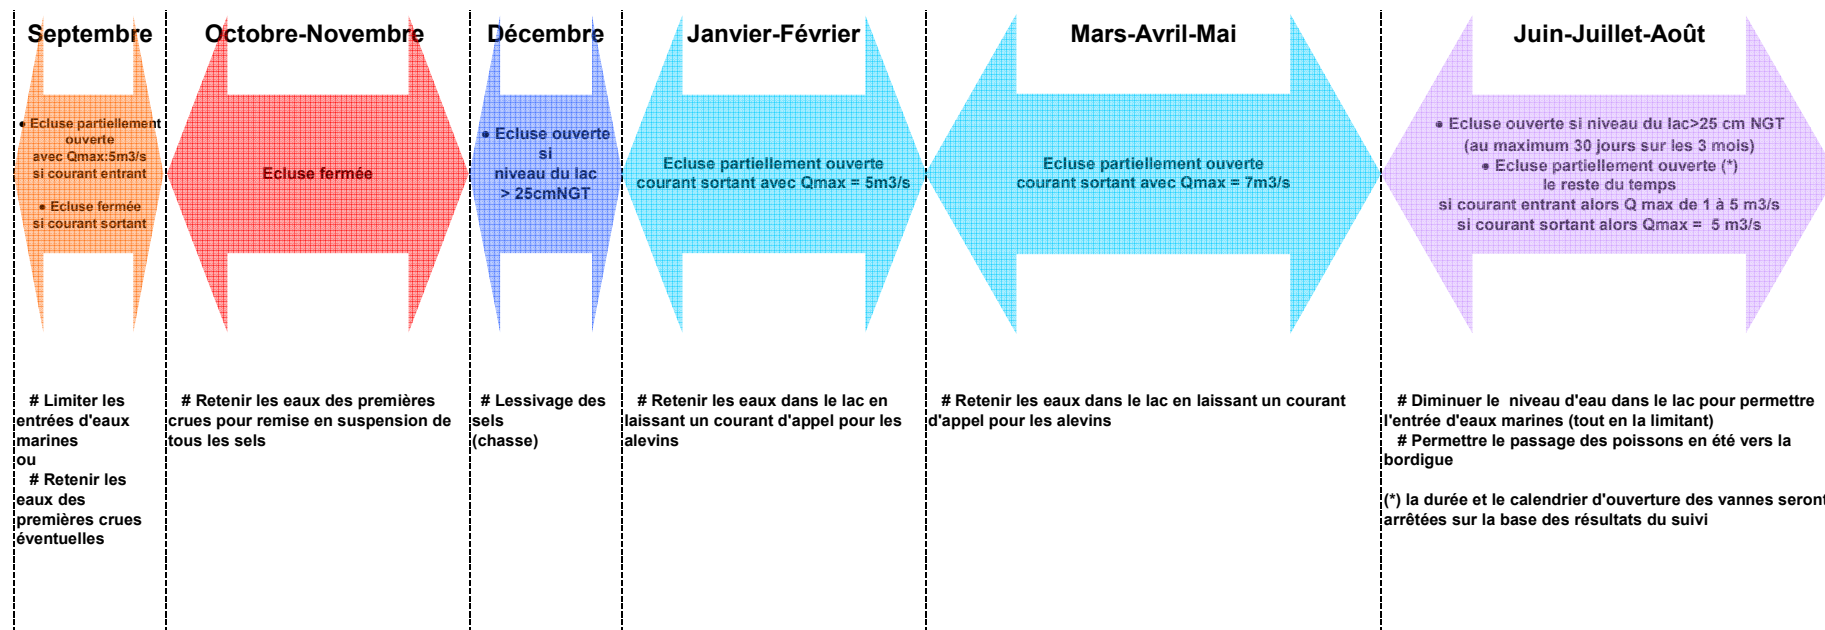 Septembre
● Ecluse partiellement
ouverte
avec Qmax:5m3/s
si courant entrant
● Ecluse fermée
si courant sortant
# Limiter les
entrées d'eaux
marines
ou
# Retenir les
eaux des
premières crues
éventuelles
Octobre-Novembre
Ecluse fermée
# Retenir les eaux des premières
crues pour remise en suspension de
tous les sels
Décembre
● Ecluse ouverte
si
niveau du lac
> 25cmNGT
# Lessivage des
sels
(chasse)
Janvier-Février
Ecluse partiellement ouverte
courant sortant avec Qmax = 5m3/s
# Retenir les eaux dans le lac en
laissant un courant d'appel pour les
alevins
Mars-Avril-Mai
Ecluse partiellement ouverte
courant sortant avec Qmax = 7m3/s
# Retenir les eaux dans le lac en laissant un courant
d'appel pour les alevins
Juin-Juillet-Août
● Ecluse ouverte si niveau du lac>25 cm NGT
(au maximum 30 jours sur les 3 mois)
● Ecluse partiellement ouverte (*)
le reste du temps
si courant entrant alors Q max de 1 à 5 m3/s
si courant sortant alors Qmax = 5 m3/s
# Diminuer le niveau d'eau dans le lac pour permettre
l'entrée d'eaux marines (tout en la limitant)
# Permettre le passage des poissons en été vers la
bordigue
(*) la durée et le calendrier d'ouverture des vannes seront
arrêtées sur la base des résultats du suivi